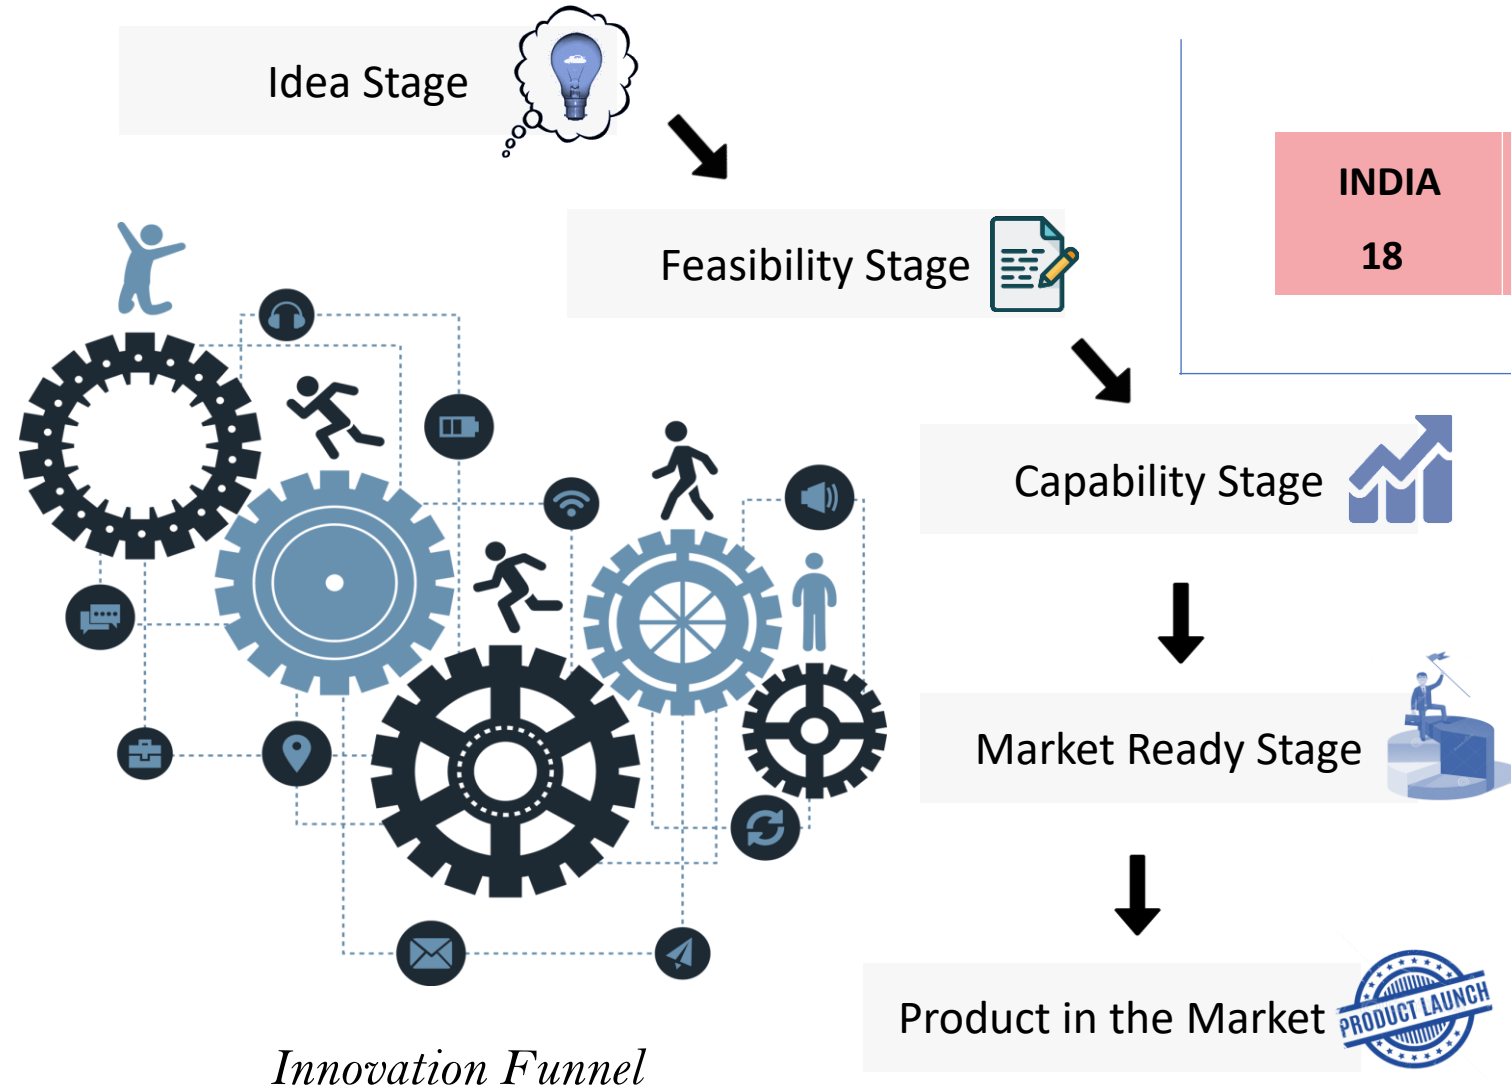 Idea Stage
INDIA
18
Feasibility Stage
Capability Stage
Market Ready Stage
Product in the Market
PRODUCT LAUNCH
Innovation Funnel